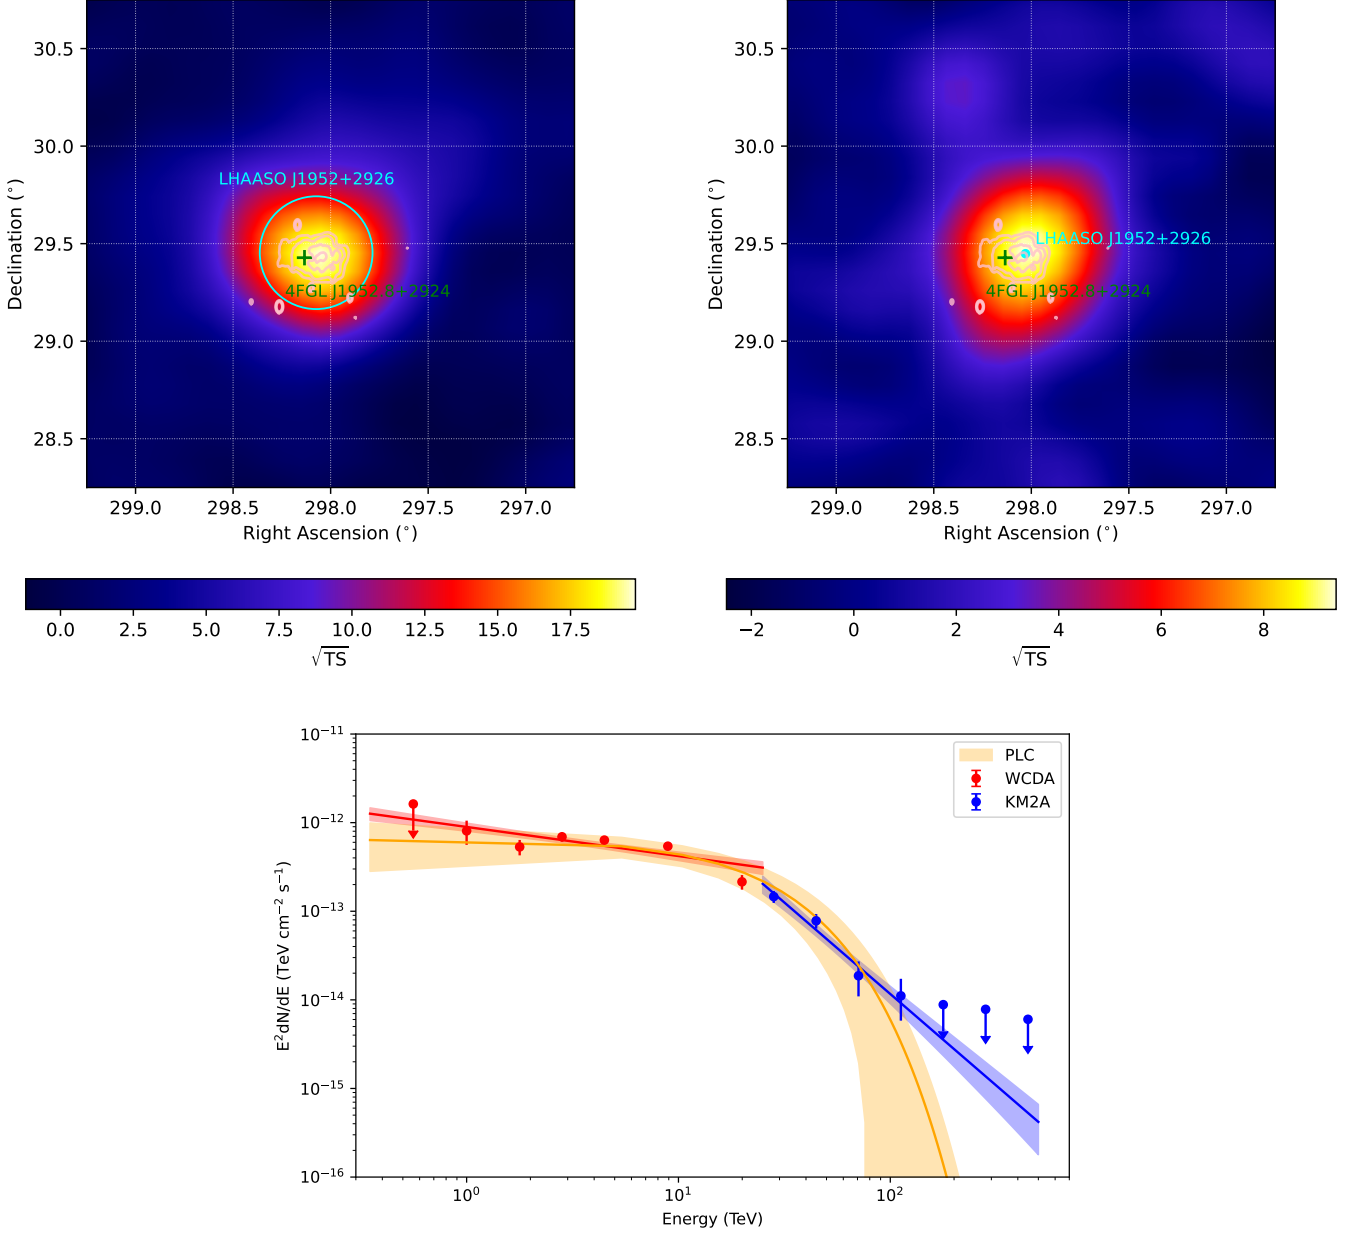 30.5
30.0
29.5
29.0
28.5
Declination (°)
LHAASO J1952+2926
4FGL J1952.8+2924
299.0 298.5 298.0 297.5 297.0
Right Ascension (°)
0.0 2.5 5.0 7.5 10.0 12.5 15.0 17.5
√TS
30.5
30.0
29.5
29.0
28.5
Declination (°)
LHAASO J1952+2926
4FGL J1952.8+2924
299.0 298.5 298.0 297.5 297.0
Right Ascension (°)
−2 0 2 4 6 8
√TS
10⁻¹¹
10⁻¹²
10⁻¹³
10⁻¹⁴
10⁻¹⁵
10⁻¹⁶
E²dN/dE (TeV cm⁻² s⁻¹)
PLC
WCDA
KM2A
10⁰ 10¹ 10²
Energy (TeV)